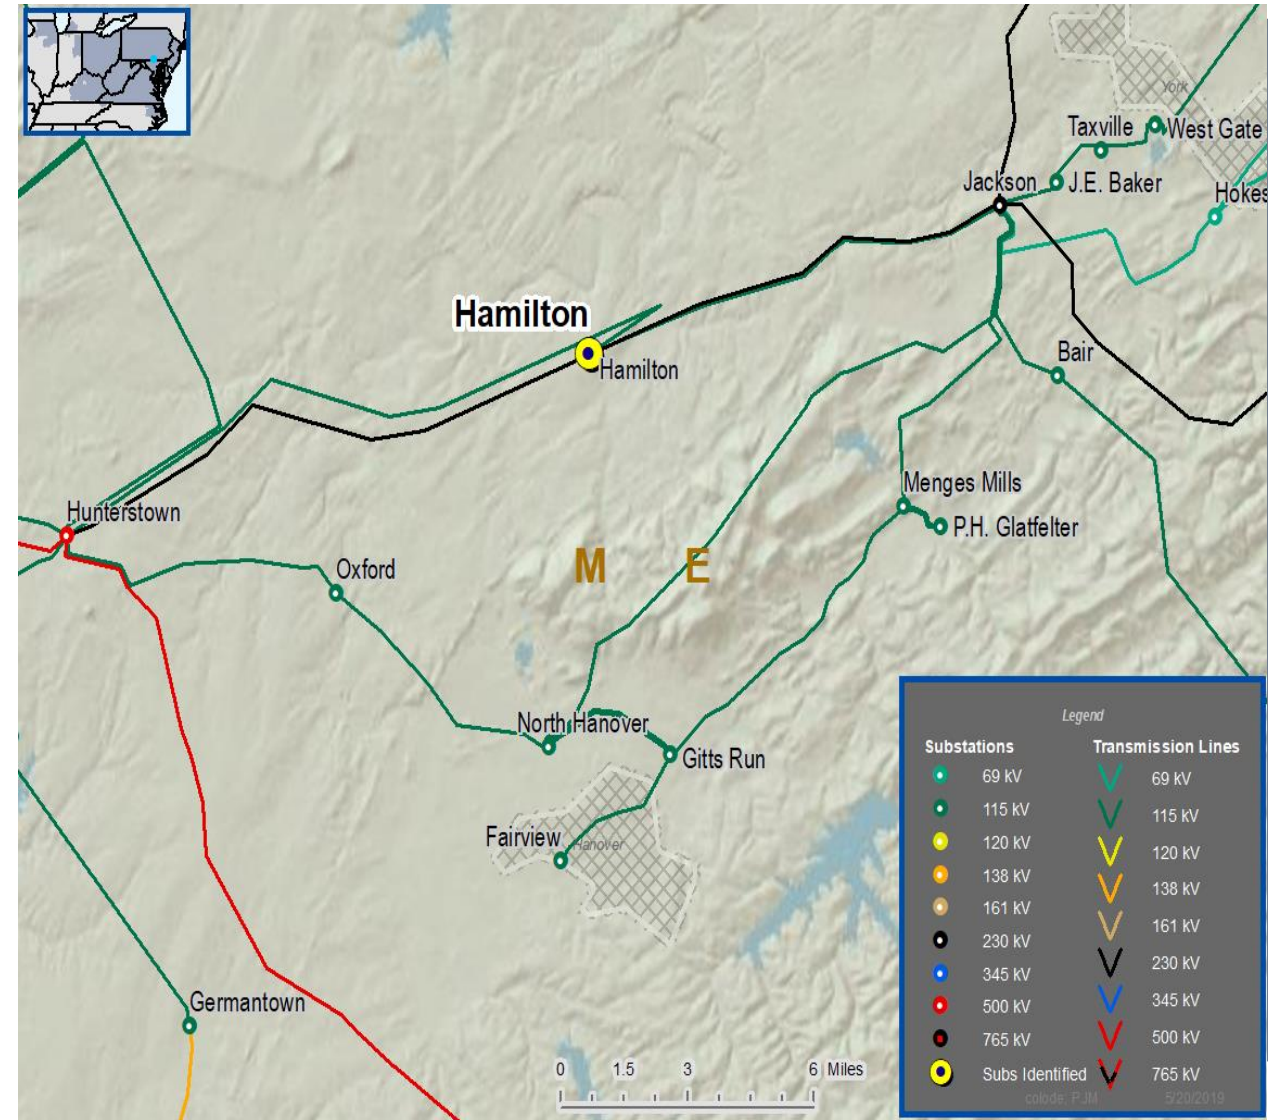 York
Taxville
West Gate
Jackson
J.E. Baker
Hokes
Hamilton
Hamilton
Bair
Menges Mills
Hunterstown
P.H. Glatfelter
Oxford
M E
North Hanover
Gitts Run
Fairview
Hanover
Germantown
0 1.5 3 6 Miles
Legend
Substations Transmission Lines
69 kV 69 kV
115 kV 115 kV
120 kV 120 kV
138 kV 138 kV
161 kV 161 kV
230 kV 230 kV
345 kV 345 kV
500 kV 500 kV
765 kV 765 kV
Subs Identified
colode: PJM 5/20/2019